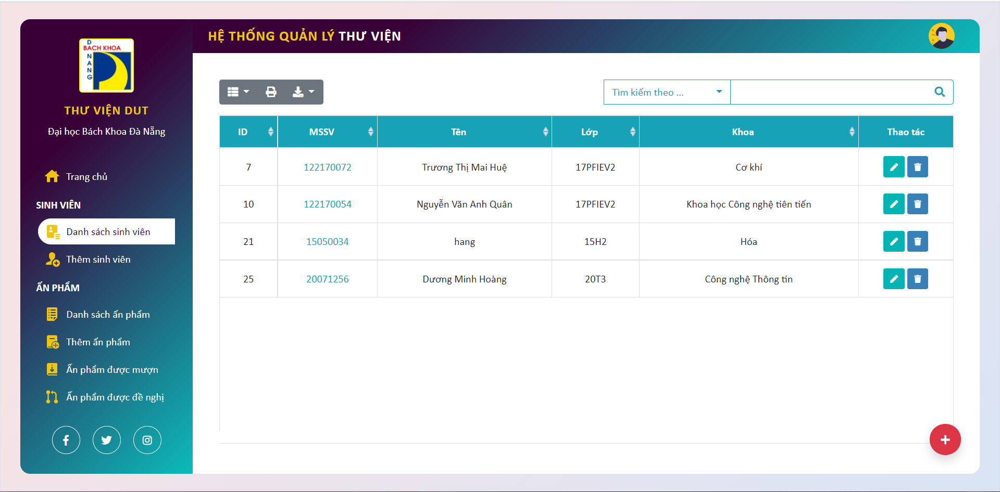 D
BACH KHOA
N
A
N
G
THƯ VIỆN DUT
Đại học Bách Khoa Đà Nẵng
Trang chủ
SINH VIÊN
Danh sách sinh viên
Thêm sinh viên
ẤN PHẨM
Danh sách ấn phẩm
Thêm ấn phẩm
Ấn phẩm được mượn
Ấn phẩm được đề nghị
HỆ THỐNG QUẢN LÝ THƯ VIỆN
Tìm kiếm theo ...
ID MSSV Tên Lớp Khoa Thao tác
7 122170072 Trương Thị Mai Huệ 17PFIEV2 Cơ khí
10 122170054 Nguyễn Văn Anh Quân 17PFIEV2 Khoa học Công nghệ tiên tiến
21 15050034 hang 15H2 Hóa
25 20071256 Dương Minh Hoàng 20T3 Công nghệ Thông tin